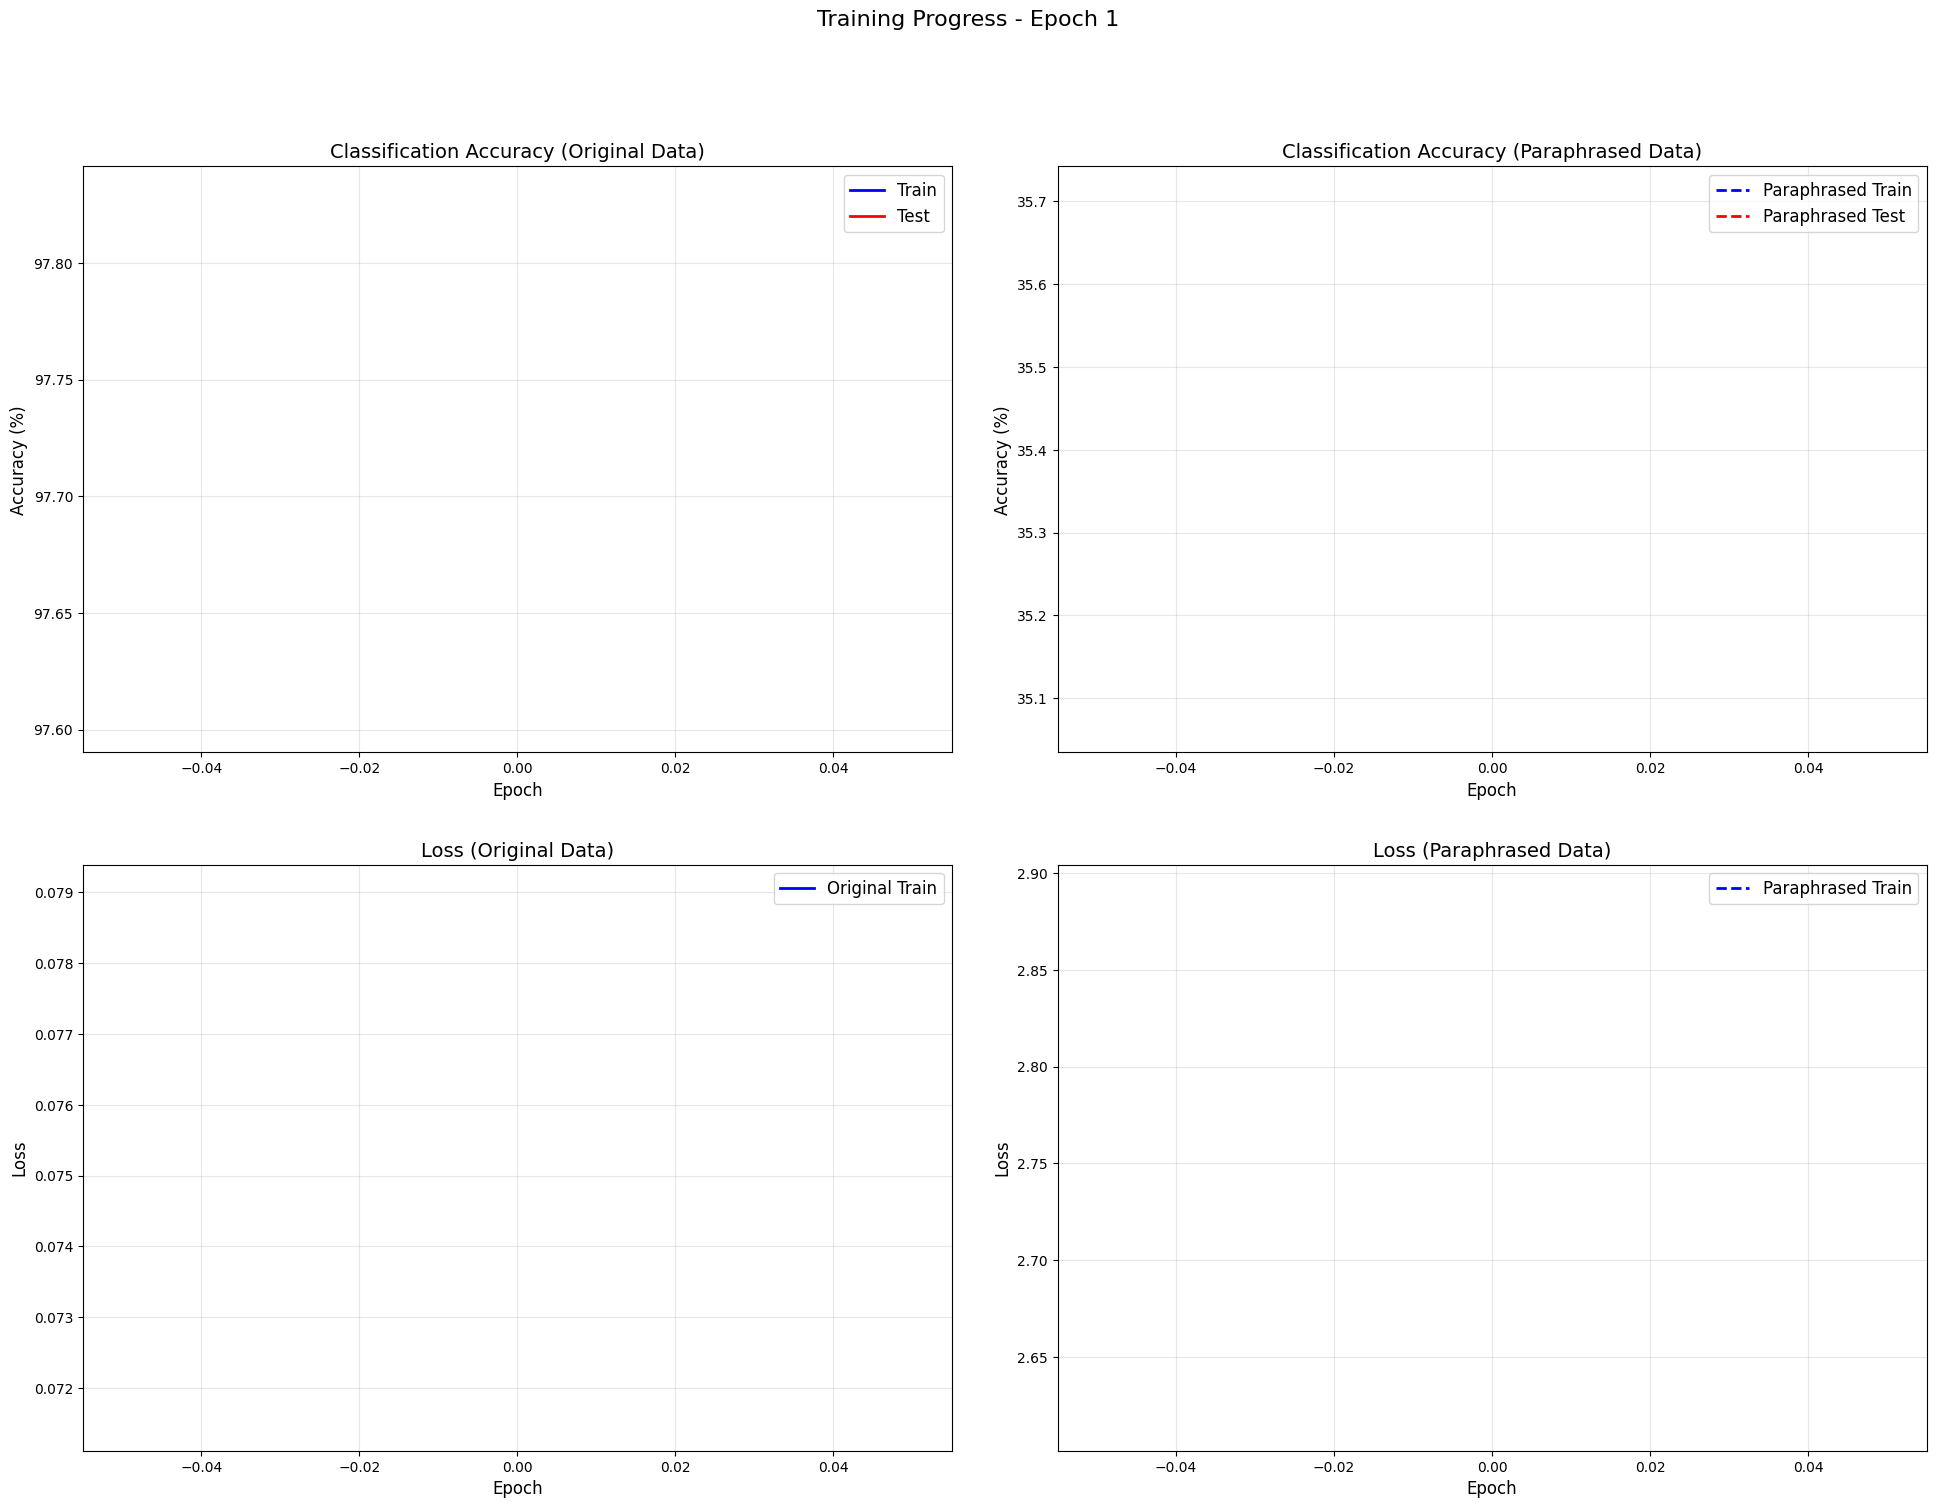 Training Progress - Epoch 1
Classification Accuracy (Original Data)
Train
Test
Accuracy (%)
97.80
97.75
97.70
97.65
97.60
−0.04
−0.02
0.00
0.02
0.04
Epoch
Classification Accuracy (Paraphrased Data)
Paraphrased Train
Paraphrased Test
Accuracy (%)
35.7
35.6
35.5
35.4
35.3
35.2
35.1
−0.04
−0.02
0.00
0.02
0.04
Epoch
Loss (Original Data)
Original Train
Loss
0.079
0.078
0.077
0.076
0.075
0.074
0.073
0.072
−0.04
−0.02
0.00
0.02
0.04
Epoch
Loss (Paraphrased Data)
Paraphrased Train
Loss
2.90
2.85
2.80
2.75
2.70
2.65
−0.04
−0.02
0.00
0.02
0.04
Epoch